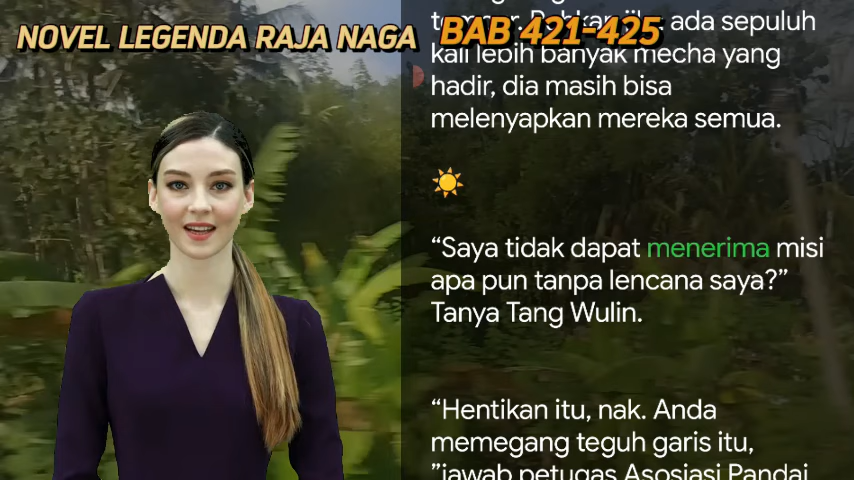 NOVEL LEGENDA RAJA NAGA BAB 421-425
ada sepuluh
kali lebih banyak mecha yang
hadir, dia masih bisa
melenyapkan mereka semua.
“Saya tidak dapat menerima misi
apa pun tanpa lencana saya?”
Tanya Tang Wulin.
“Hentikan itu, nak. Anda
memegang teguh garis itu,
”jawab petugas Asosiasi Pandai